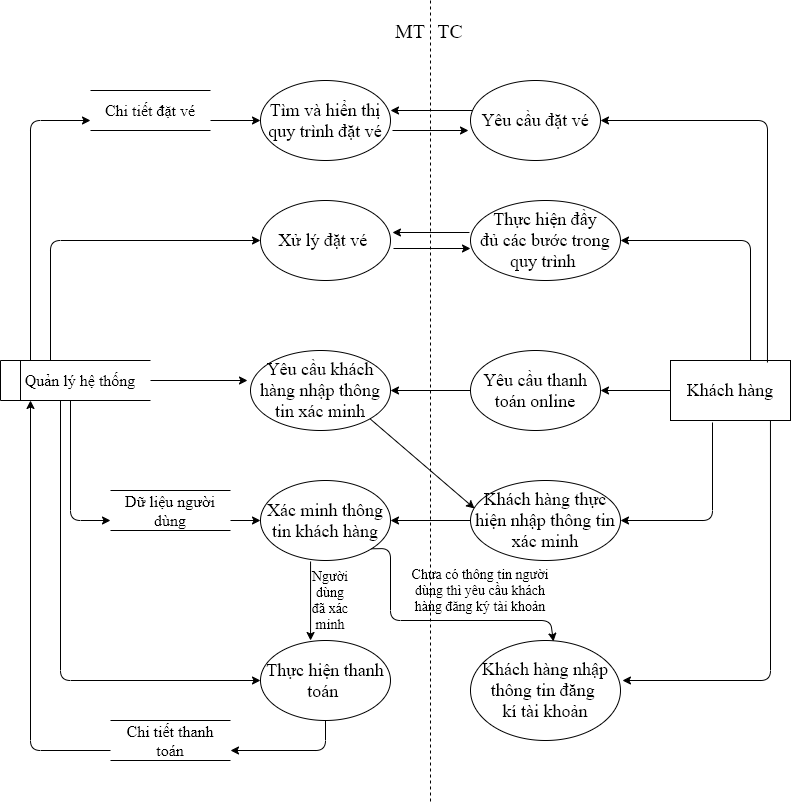 MT TC
Chi tiết đặt vé
Tìm và hiển thị
quy trình đặt vé
Yêu cầu đặt vé
Xử lý đặt vé
Thực hiện đầy
đủ các bước trong
quy trình
Quản lý hệ thống
Yêu cầu khách
hàng nhập thông
tin xác minh
Yêu cầu thanh
toán online
Khách hàng
Dữ liệu người
dùng
Xác minh thông
tin khách hàng
Khách hàng thực
hiện nhập thông tin
xác minh
Người
dùng
đã xác
minh
Chưa có thông tin người
dùng thì yêu cầu khách
hàng đăng ký tài khoản
Thực hiện thanh
toán
Khách hàng nhập
thông tin đăng
kí tài khoản
Chi tiết thanh
toán